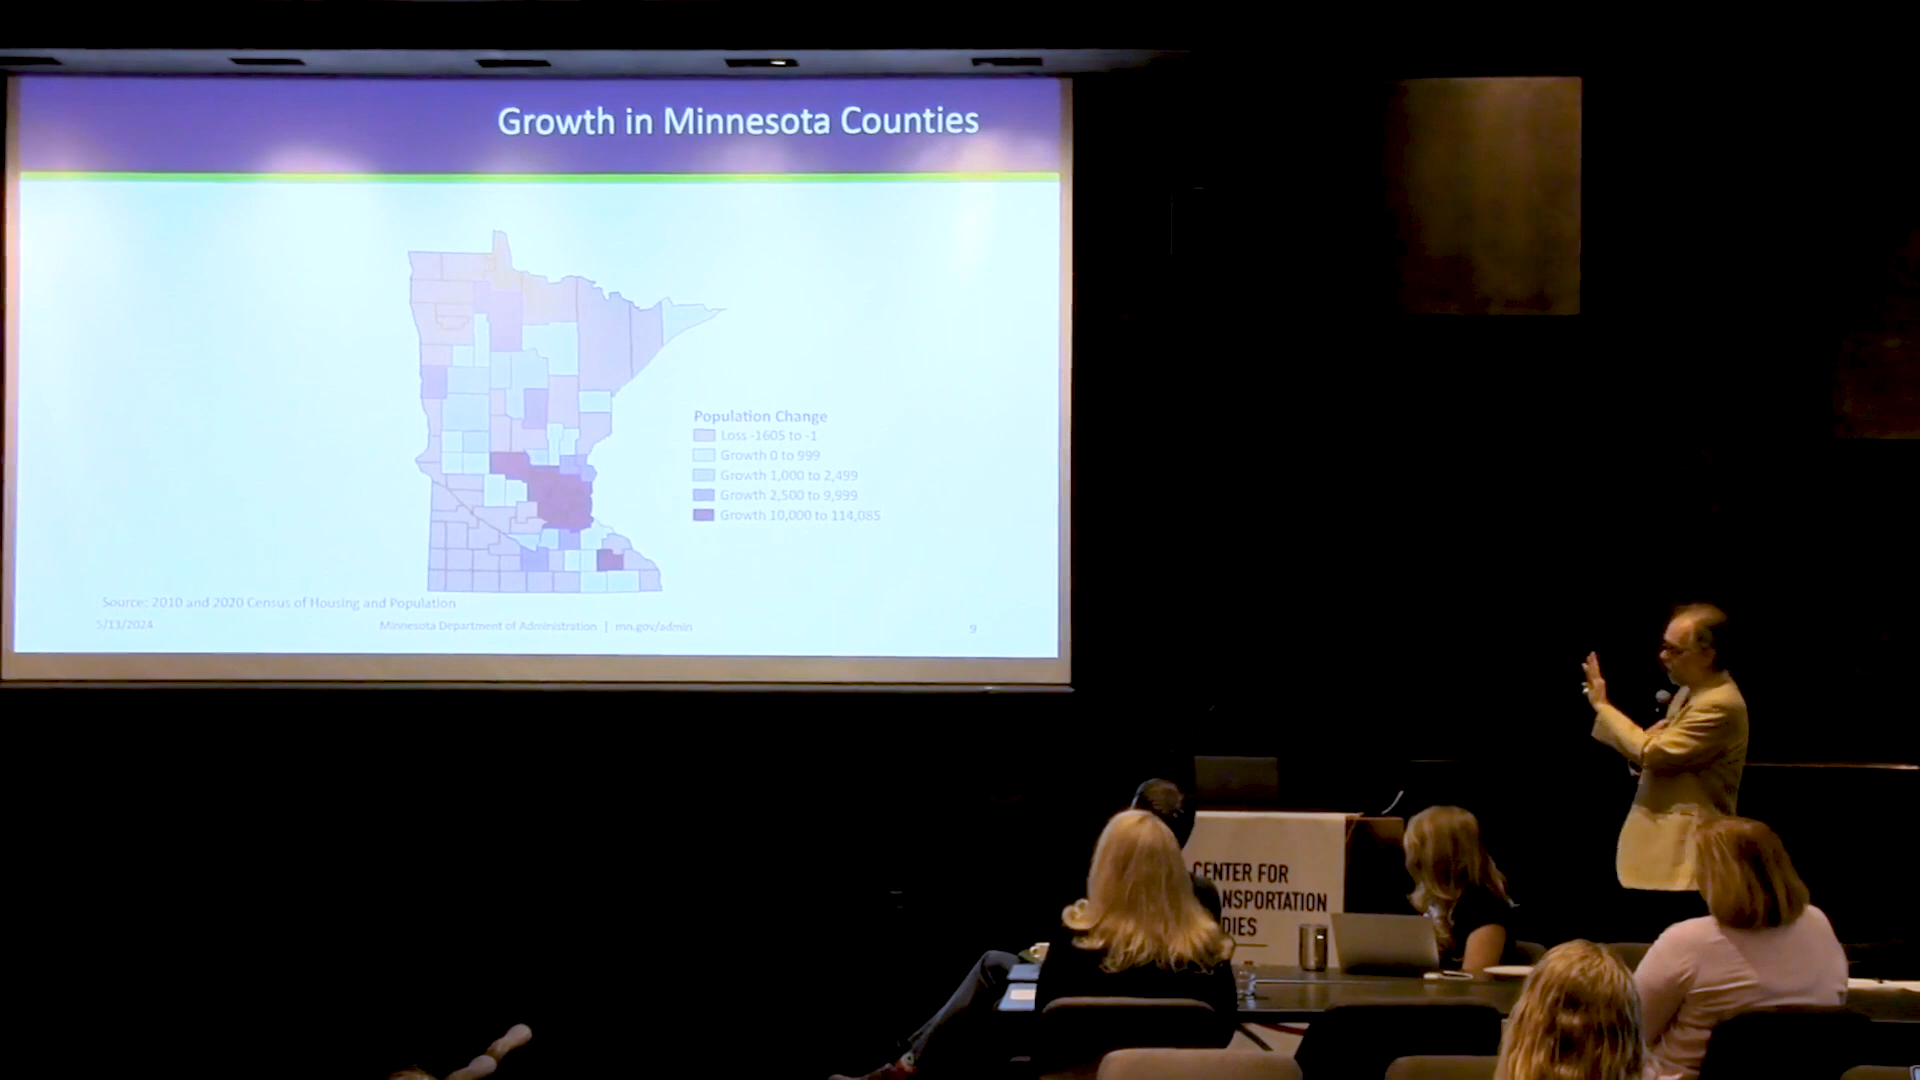 Growth in Minnesota Counties
Population Change
Loss -1605 to -1
Growth 0 to 999
Growth 1,000 to 2,499
Growth 2,500 to 9,999
Growth 10,000 to 114,085
Source: 2010 and 2020 Census of Housing and Population
5/13/2024
Minnesota Department of Administration | mn.gov/admin
9
CENTER FOR
NSPORTATION
DIES